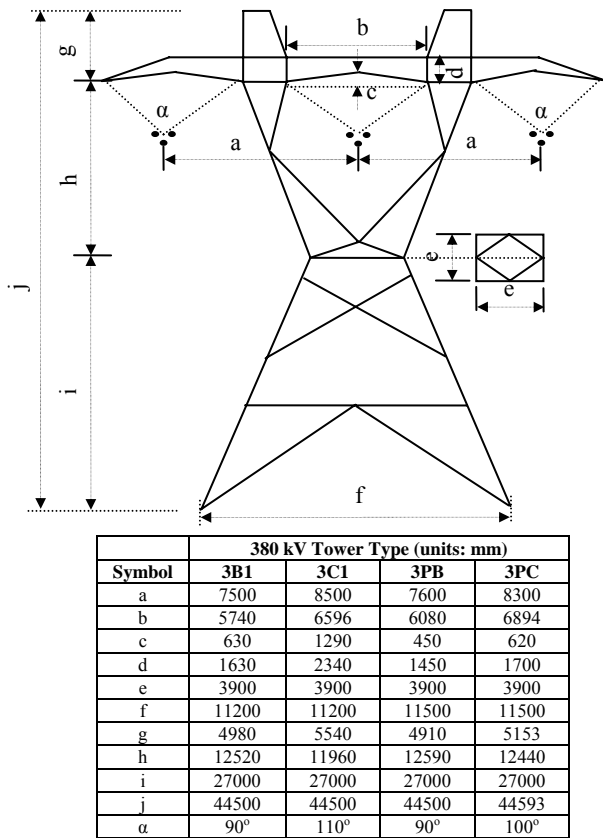 b
g
d
c
α
α
a
a
h
e
e
j
i
f
380 kV Tower Type (units: mm)
Symbol 3B1 3C1 3PB 3PC
a 7500 8500 7600 8300
b 5740 6596 6080 6894
c 630 1290 450 620
d 1630 2340 1450 1700
e 3900 3900 3900 3900
f 11200 11200 11500 11500
g 4980 5540 4910 5153
h 12520 11960 12590 12440
i 27000 27000 27000 27000
j 44500 44500 44500 44593
α 90º 110º 90º 100º